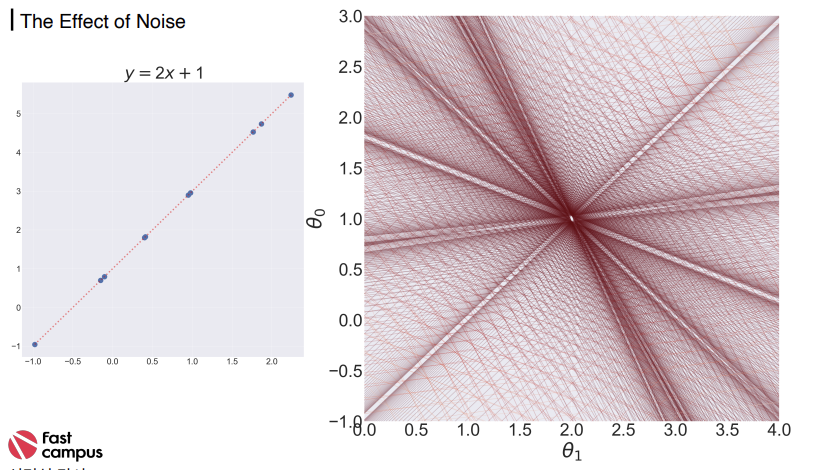 The Effect of Noise
y = 2x + 1
5
4
3
2
1
0
−1
−1.0 −0.5 0.0 0.5 1.0 1.5 2.0
3.0
2.5
2.0
1.5
1.0
0.5
0.0
−0.5
−1.0
θ₀
0.0 0.5 1.0 1.5 2.0 2.5 3.0 3.5 4.0
θ₁
Fast
campus